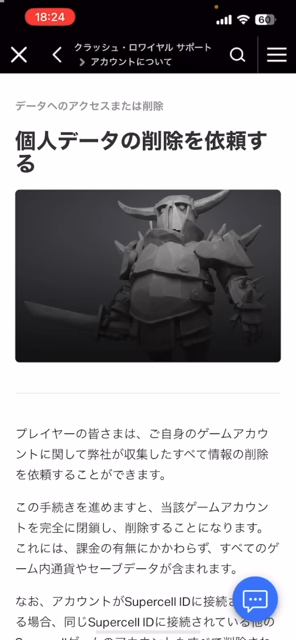 18:24
60
クラッシュ・ロワイヤル サポート
アカウントについて
データへのアクセスまたは削除
個人データの削除を依頼す
る
プレイヤーの皆さまは、ご自身のゲームアカウ
ントに関して弊社が収集したすべて情報の削除
を依頼することができます。
この手続きを進めますと、当該ゲームアカウン
トを完全に閉鎖し、削除することになります。
これには、課金の有無にかかわらず、すべてのゲ
ーム内通貨やセーブデータが含まれます。
なお、アカウントがSupercell IDに接続さ
る場合、同じSupercell IDに接続されている他の